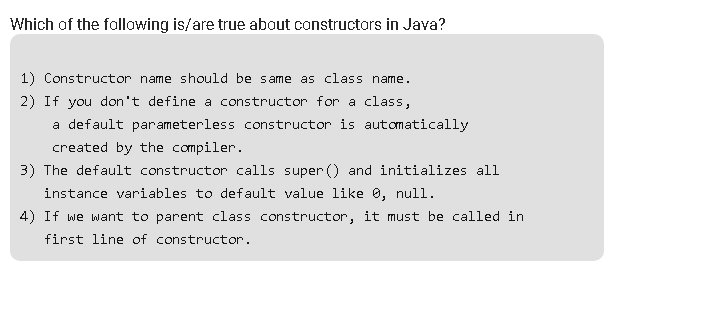 Which of the following is/are true about constructors in Java?
1) Constructor name should be same as class name.
2) If you don't define a constructor for a class,
a default parameterless constructor is automatically
created by the compiler.
3) The default constructor calls super() and initializes all
instance variables to default value like 0, null.
4) If we want to parent class constructor, it must be called in
first line of constructor.